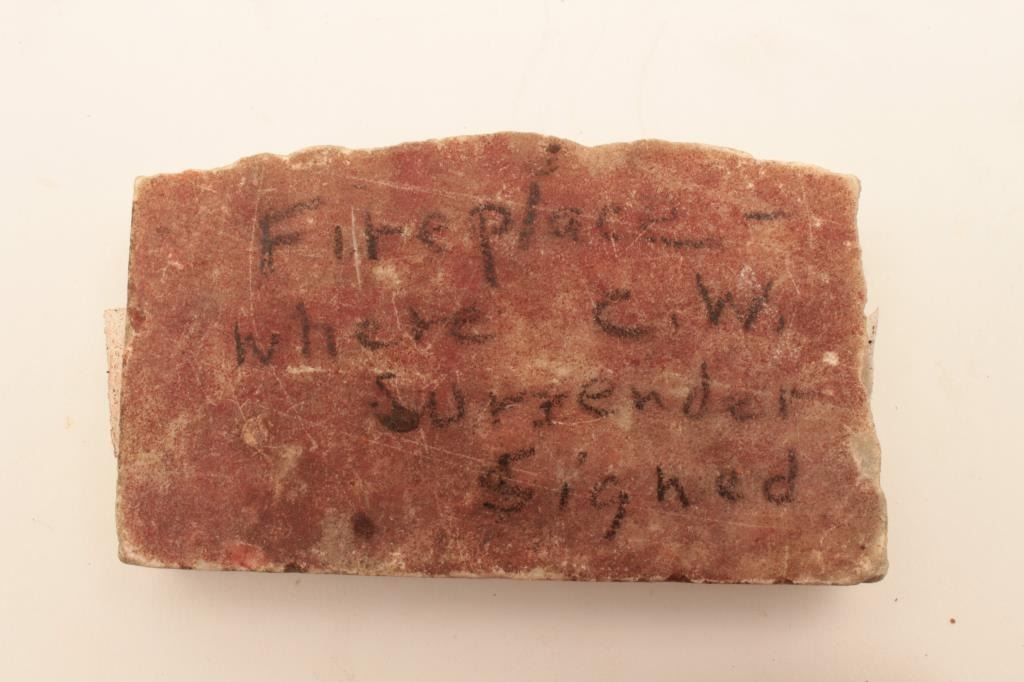 Fireplace -
where C.W.
Surrender
Signed